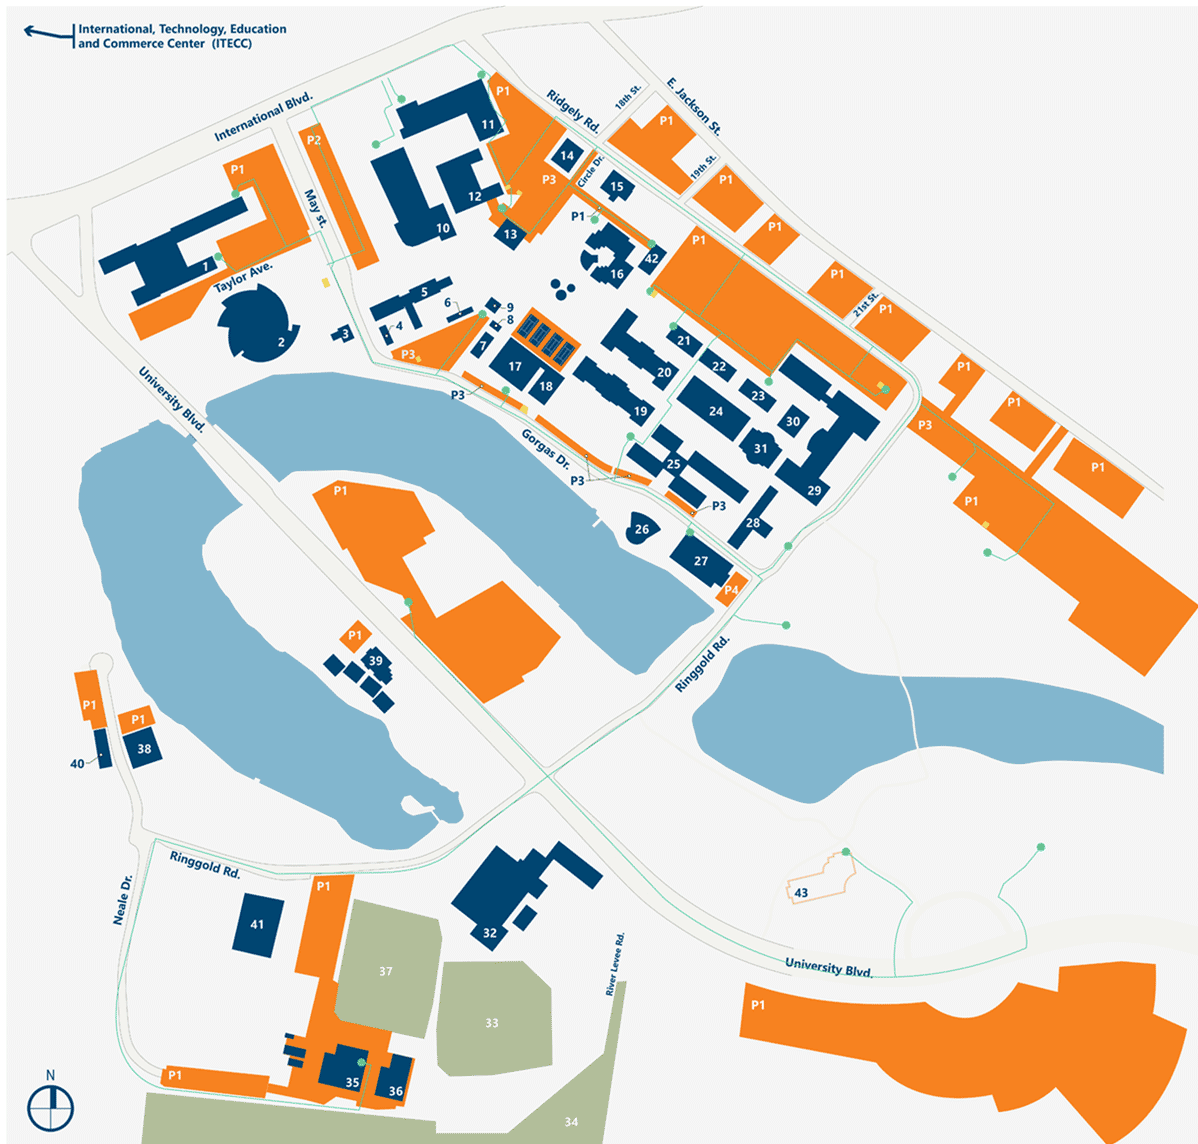 International, Technology, Education
and Commerce Center (ITECC)
International Blvd.
E. Jackson St.
18th St.
Ridgely Rd.
P1
11
P1
P2
14
19th St.
Circle Dr.
P1
P3
15
P1
12
May st.
P1
13
10
P1
P1
42
16
1
Taylor Ave.
P1
5
6
9
8
21st St.
P1
4
3
2
7
P3
21
17
22
20
18
23
P3
University Blvd.
19
24
30
P1
P3
Gorgas Dr.
31
25
P1
P3
29
P1
P1
P3
28
26
27
P4
P1
39
Ringgold Rd.
P1
P1
38
40
Ringgold Rd.
P1
Neale Dr.
43
41
32
River Levee Rd.
37
University Blvd.
P1
33
P1
35
36
34
N